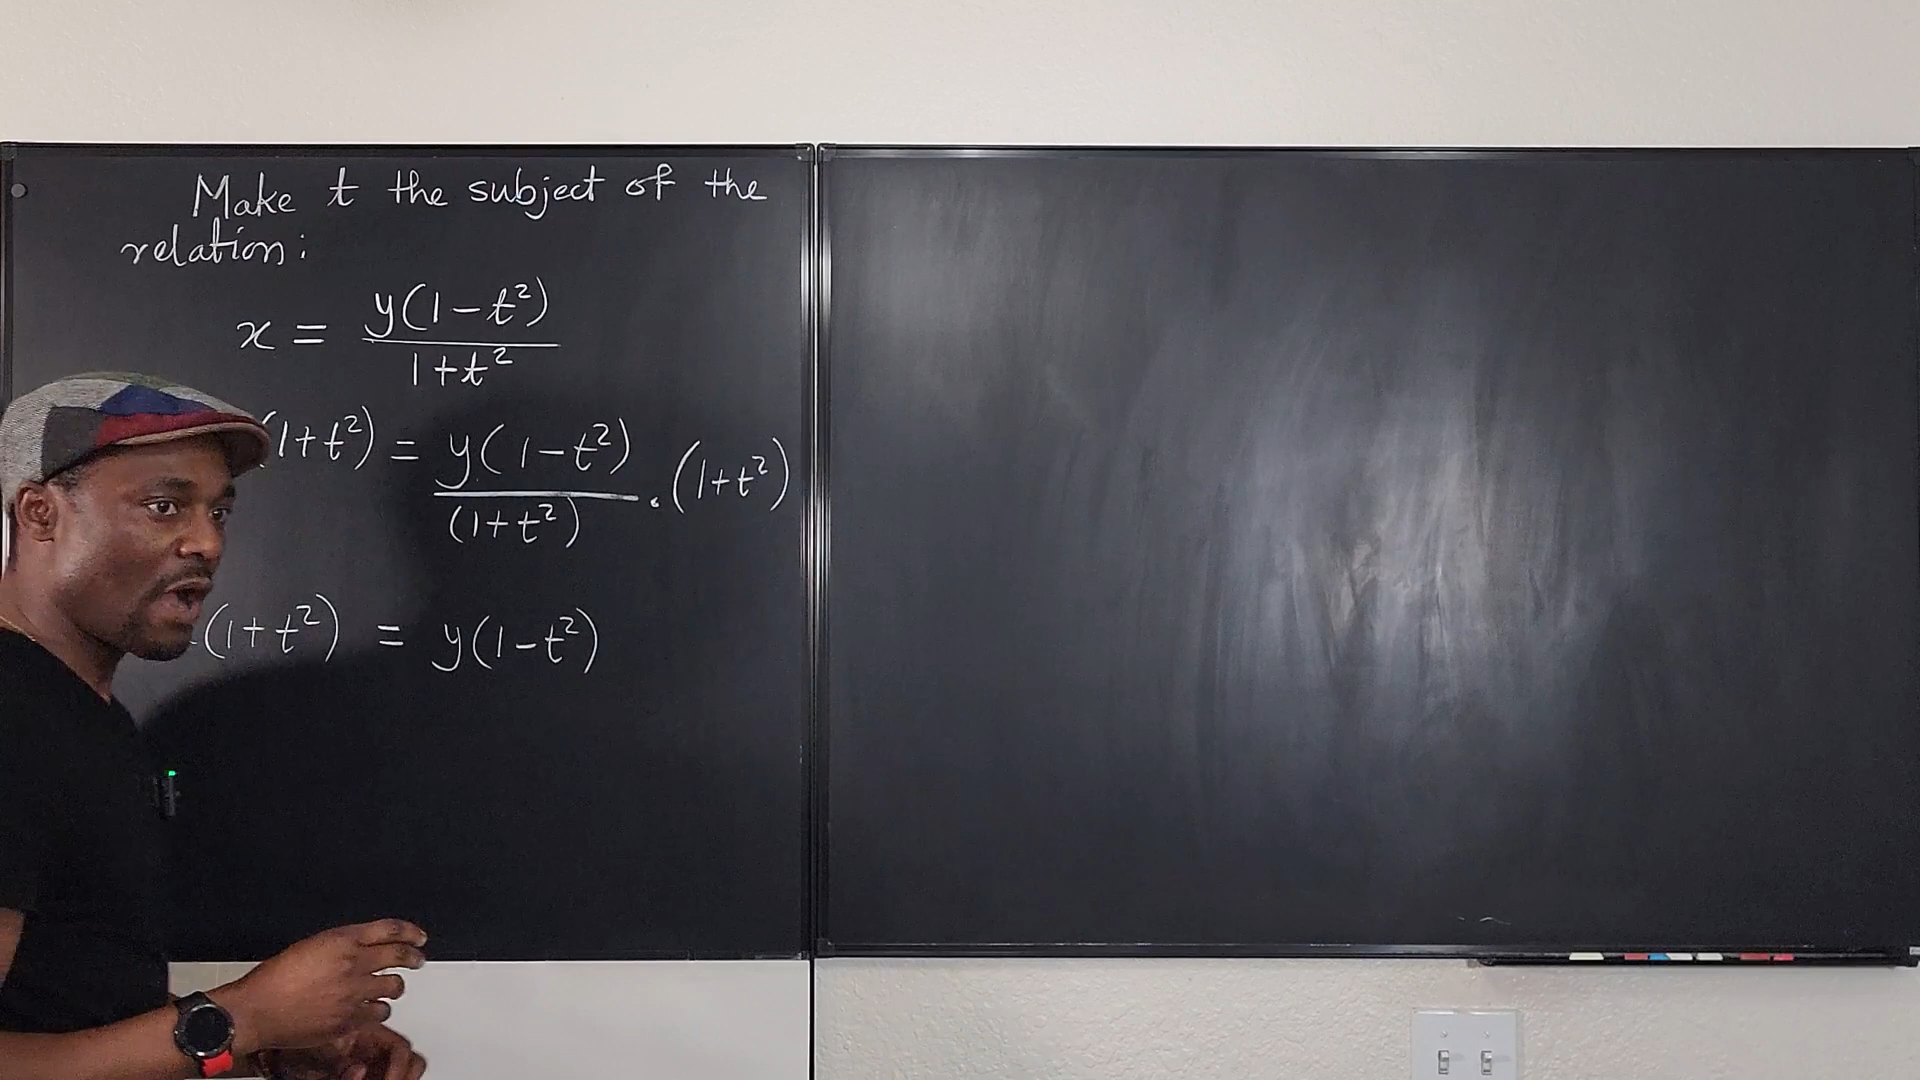 Make t the subject of the
relation:
x = y(1-t²)/1+t²
(1+t²) = y(1-t²)/(1+t²) . (1+t²)
(1+t²) = y(1-t²)